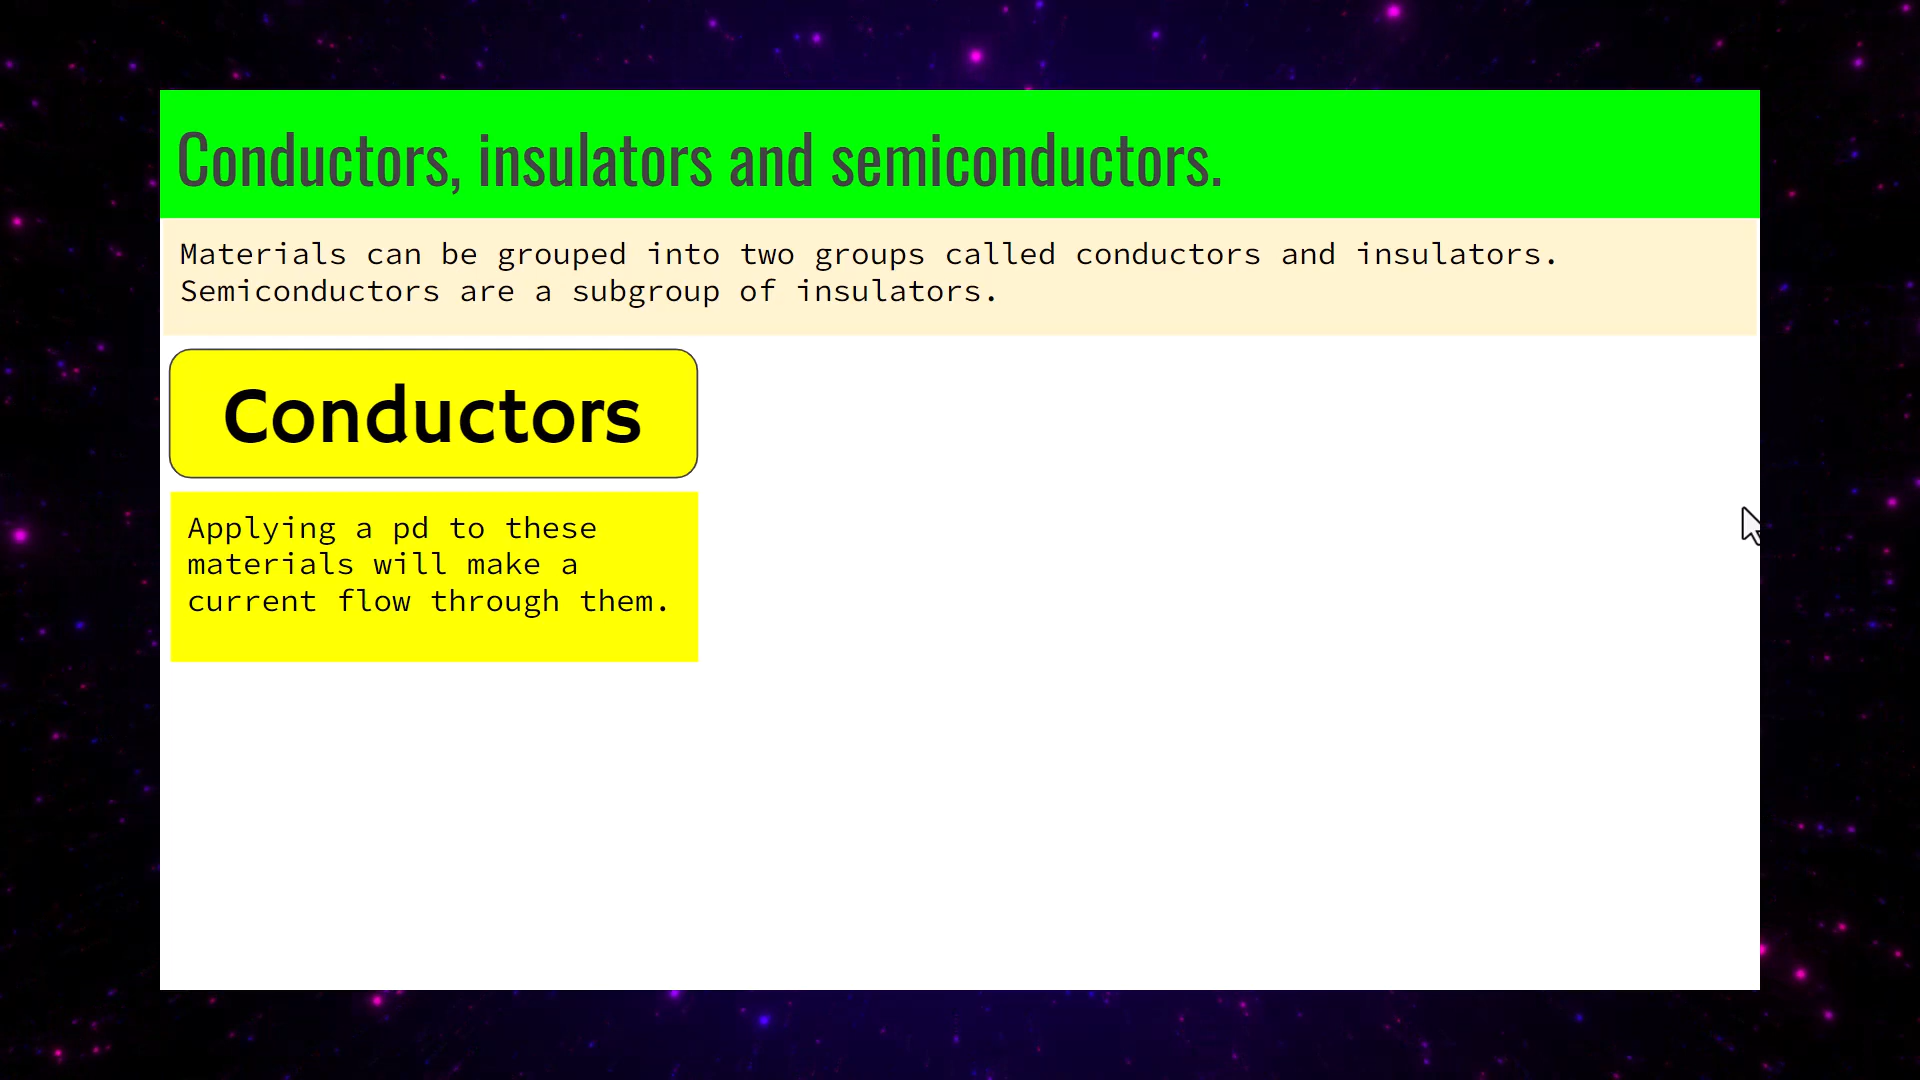 Conductors, insulators and semiconductors.
Materials can be grouped into two groups called conductors and insulators.
Semiconductors are a subgroup of insulators.
Conductors
Applying a pd to these
materials will make a
current flow through them.